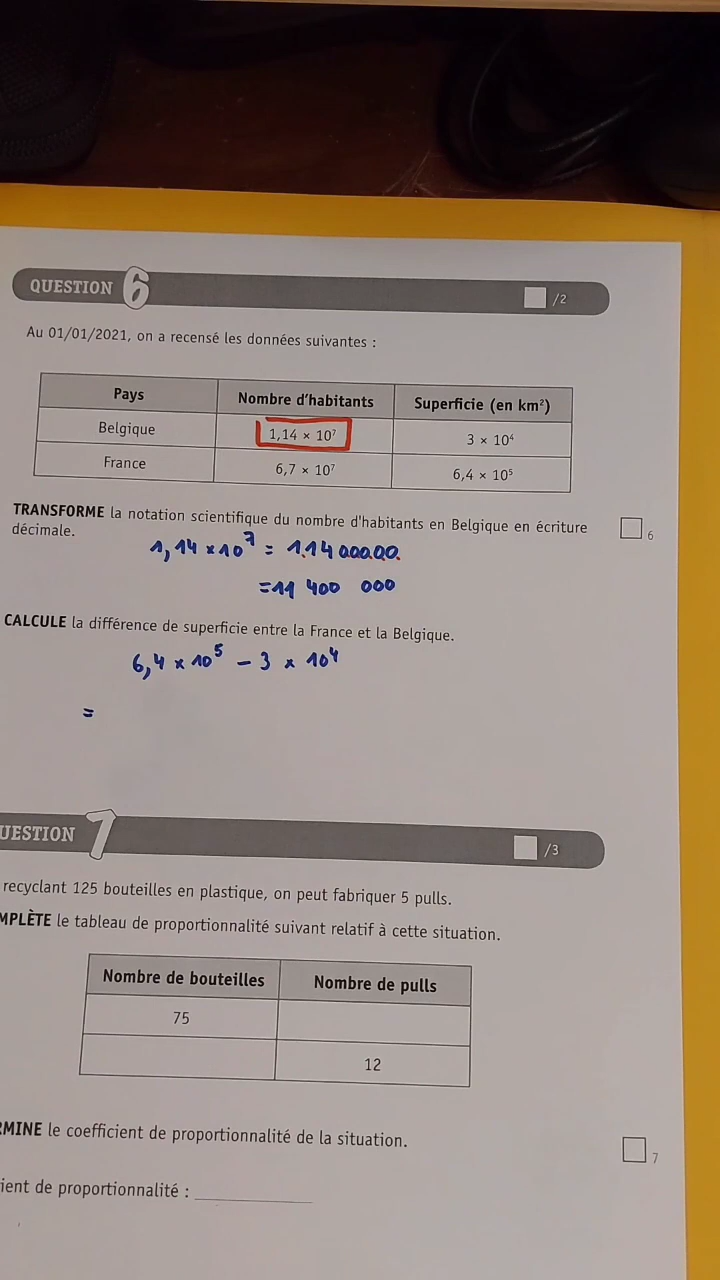 QUESTION 6
/2
Au 01/01/2021, on a recensé les données suivantes :
Pays Nombre d'habitants Superficie (en km²)
Belgique 1,14 × 10⁷ 3 × 10⁴
France 6,7 × 10⁷ 6,4 × 10⁵
TRANSFORME la notation scientifique du nombre d'habitants en Belgique en écriture
décimale.
6
1,14 × 10⁷ = 1.1400000.
= 11 400 000
CALCULE la différence de superficie entre la France et la Belgique.
6,4 × 10⁵ - 3 × 10⁴
=
UESTION 7
/3
recyclant 125 bouteilles en plastique, on peut fabriquer 5 pulls.
MPLÈTE le tableau de proportionnalité suivant relatif à cette situation.
Nombre de bouteilles Nombre de pulls
75
12
RMINE le coefficient de proportionnalité de la situation.
7
ient de proportionnalité :